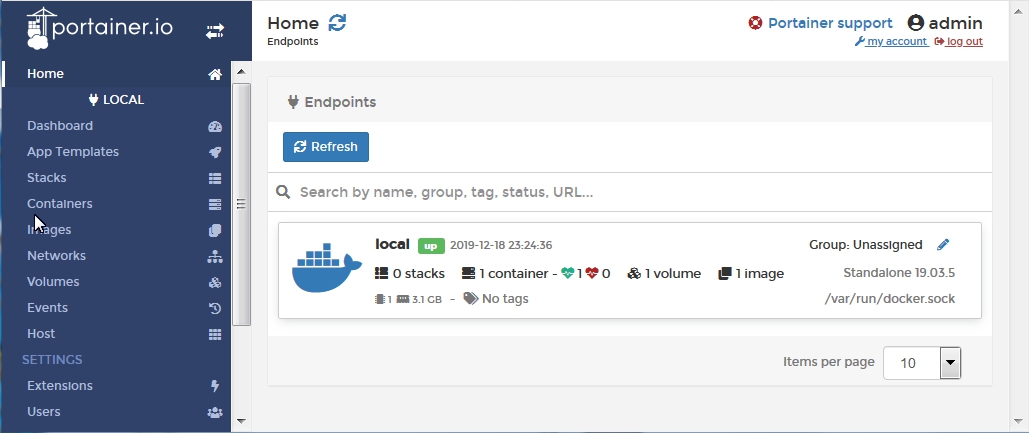 portainer.io
Home
LOCAL
Dashboard
App Templates
Stacks
Containers
Images
Networks
Volumes
Events
Host
SETTINGS
Extensions
Users
Home
Endpoints
Portainer support
admin
my account
log out
Endpoints
Refresh
Search by name, group, tag, status, URL...
local up 2019-12-18 23:24:36
Group: Unassigned
0 stacks 1 container - 1 0 1 volume 1 image
Standalone 19.03.5
1 3.1 GB - No tags
/var/run/docker.sock
Items per page 10